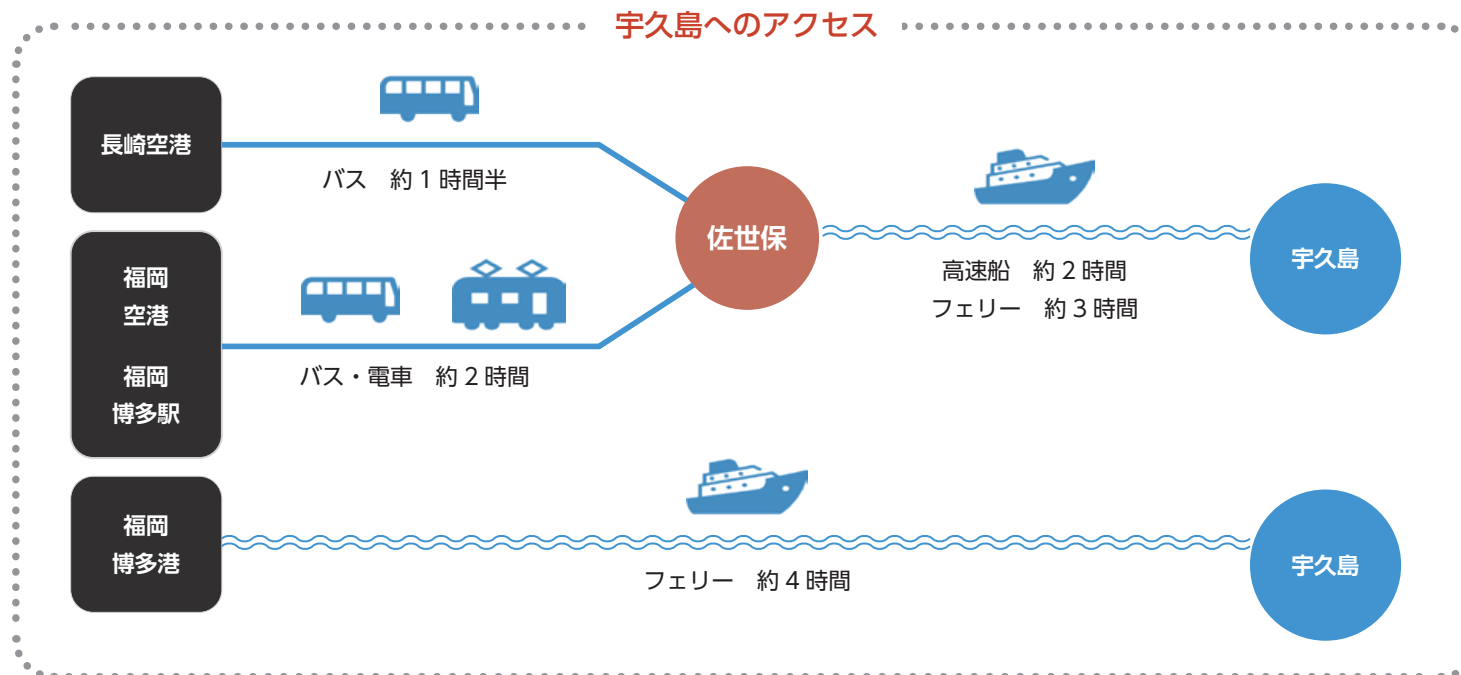 宇久島へのアクセス
長崎空港
バス　約1時間半
福岡
空港
福岡
博多駅
バス・電車　約2時間
佐世保
高速船　約2時間
フェリー　約3時間
宇久島
福岡
博多港
フェリー　約4時間
宇久島